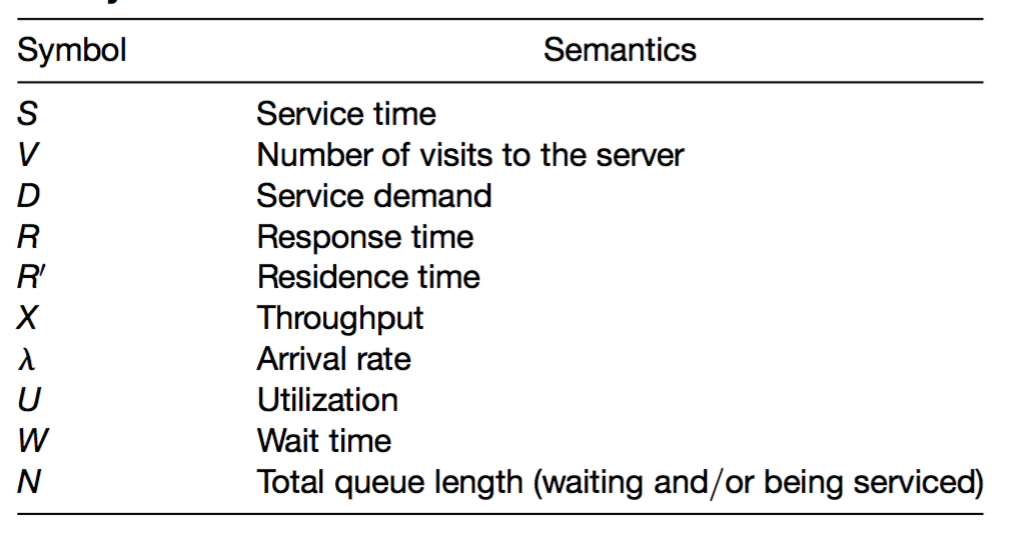 Symbol Semantics
S Service time
V Number of visits to the server
D Service demand
R Response time
R′ Residence time
X Throughput
λ Arrival rate
U Utilization
W Wait time
N Total queue length (waiting and/or being serviced)